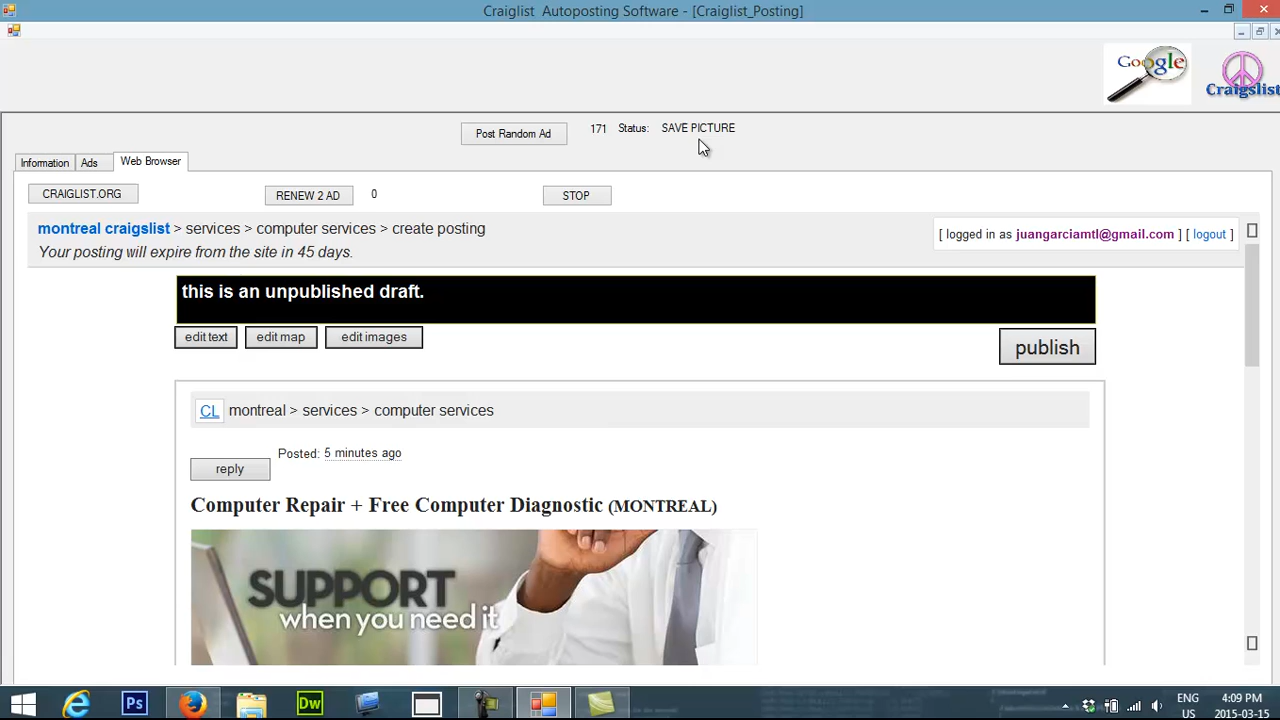 Craiglist Autoposting Software - [Craiglist_Posting]
Google
Craigslist
Post Random Ad
171 Status: SAVE PICTURE
Information Ads Web Browser
CRAIGLIST.ORG RENEW 2 AD 0 STOP
montreal craigslist > services > computer services > create posting
[ logged in as juangarciamtl@gmail.com ] [ logout ]
Your posting will expire from the site in 45 days.
this is an unpublished draft.
edit text edit map edit images
publish
CL montreal > services > computer services
Posted: 5 minutes ago
reply
Computer Repair + Free Computer Diagnostic (MONTREAL)
SUPPORT
when you need it
Ps
Dw
ENG 4:09 PM
US 2015-03-15